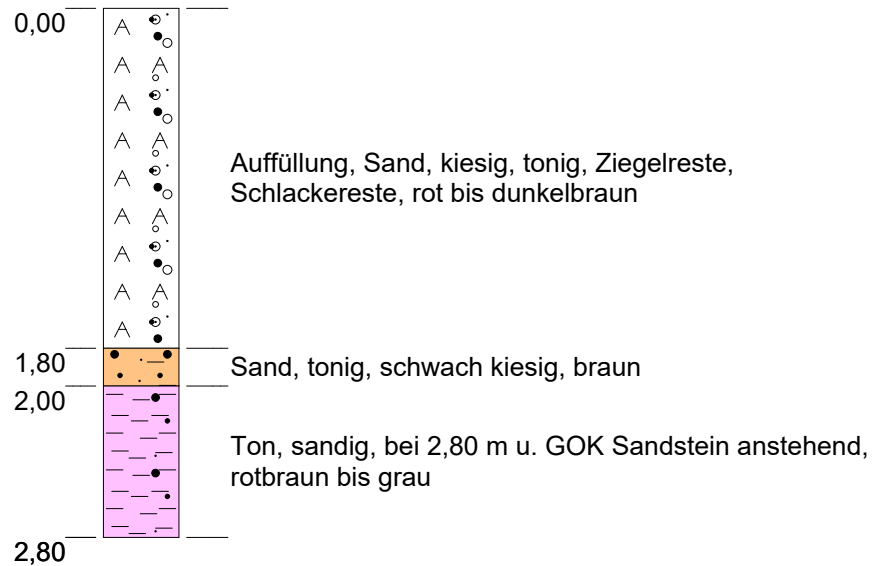 0,00
Auffüllung, Sand, kiesig, tonig, Ziegelreste,
Schlackereste, rot bis dunkelbraun
1,80
Sand, tonig, schwach kiesig, braun
2,00
Ton, sandig, bei 2,80 m u. GOK Sandstein anstehend,
rotbraun bis grau
2,80